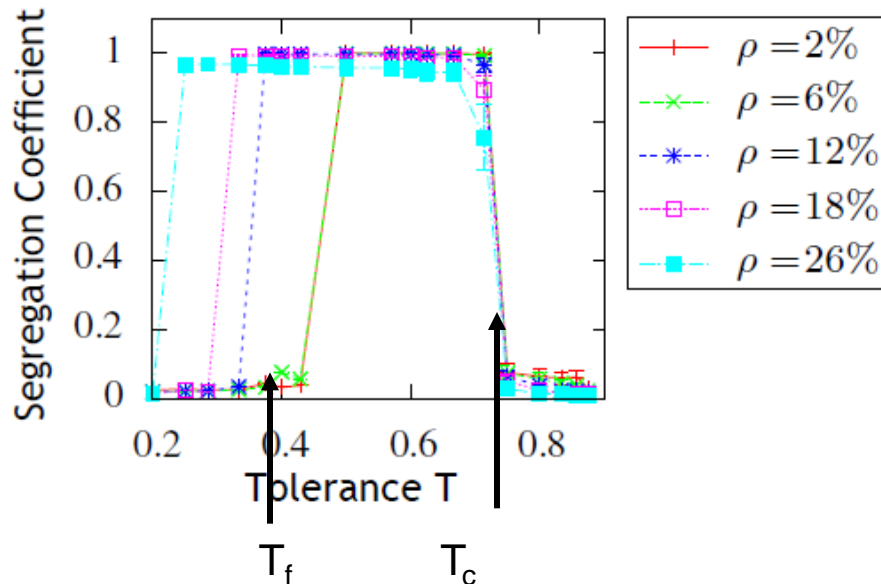 Segregation Coefficient
1
0.8
0.6
0.4
0.2
0
0.2 0.4 0.6 0.8
Tolerance T
T_f T_c
ρ = 2%
ρ = 6%
ρ = 12%
ρ = 18%
ρ = 26%